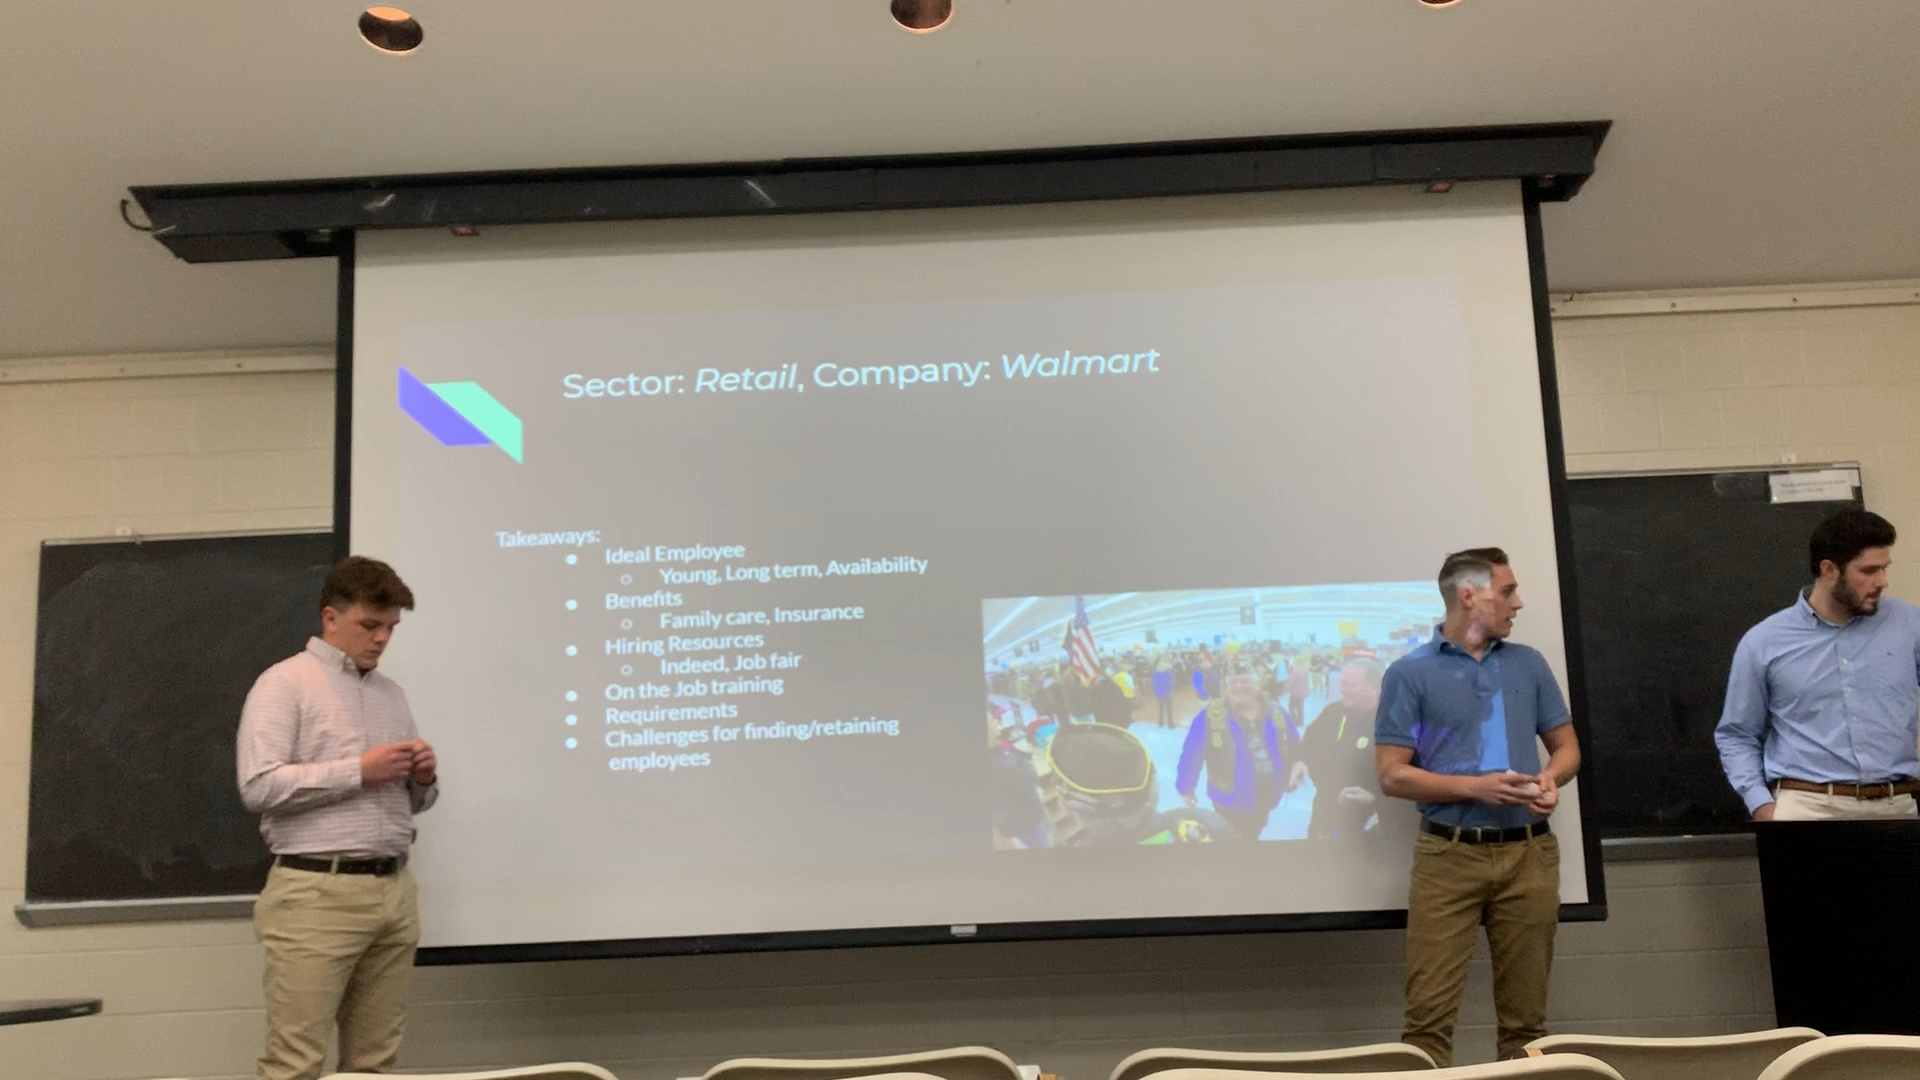 Sector: Retail, Company: Walmart
Takeaways:
● Ideal Employee
○ Young, Long term, Availability
● Benefits
○ Family care, Insurance
● Hiring Resources
○ Indeed, Job fair
● On the Job training
● Requirements
● Challenges for finding/retaining
employees